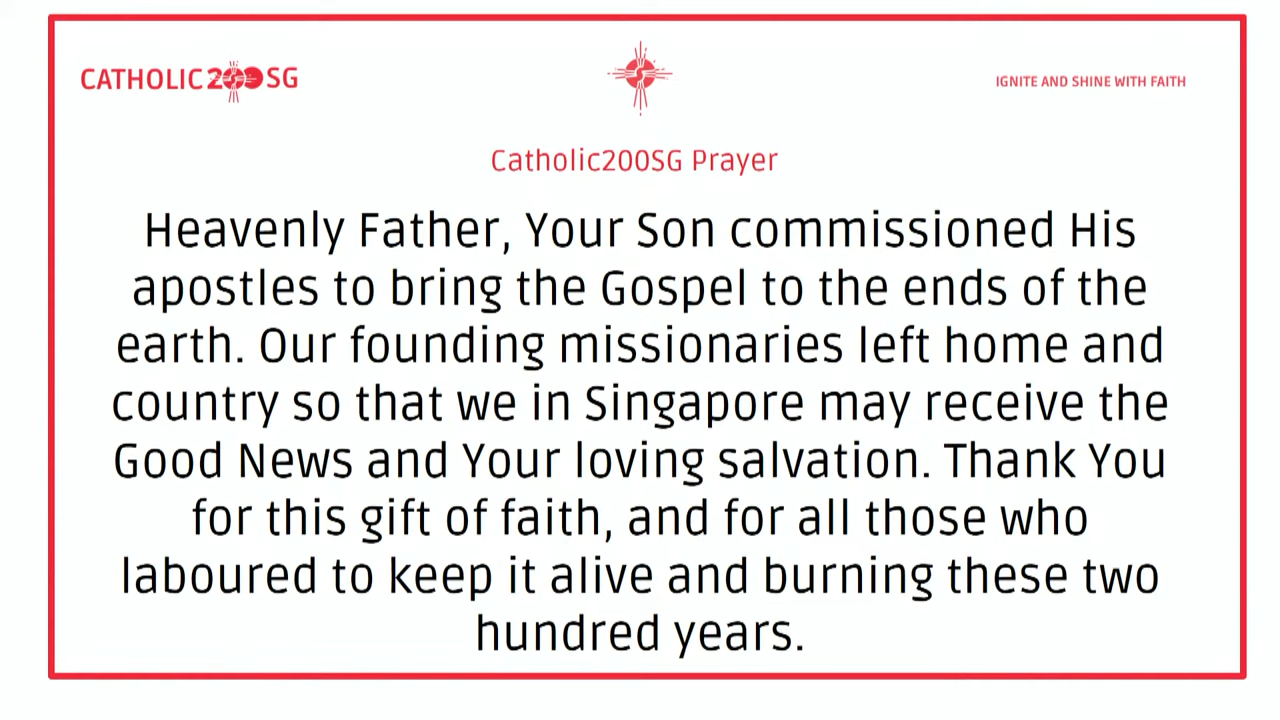 CATHOLIC200SG
IGNITE AND SHINE WITH FAITH
Catholic200SG Prayer
Heavenly Father, Your Son commissioned His
apostles to bring the Gospel to the ends of the
earth. Our founding missionaries left home and
country so that we in Singapore may receive the
Good News and Your loving salvation. Thank You
for this gift of faith, and for all those who
laboured to keep it alive and burning these two
hundred years.